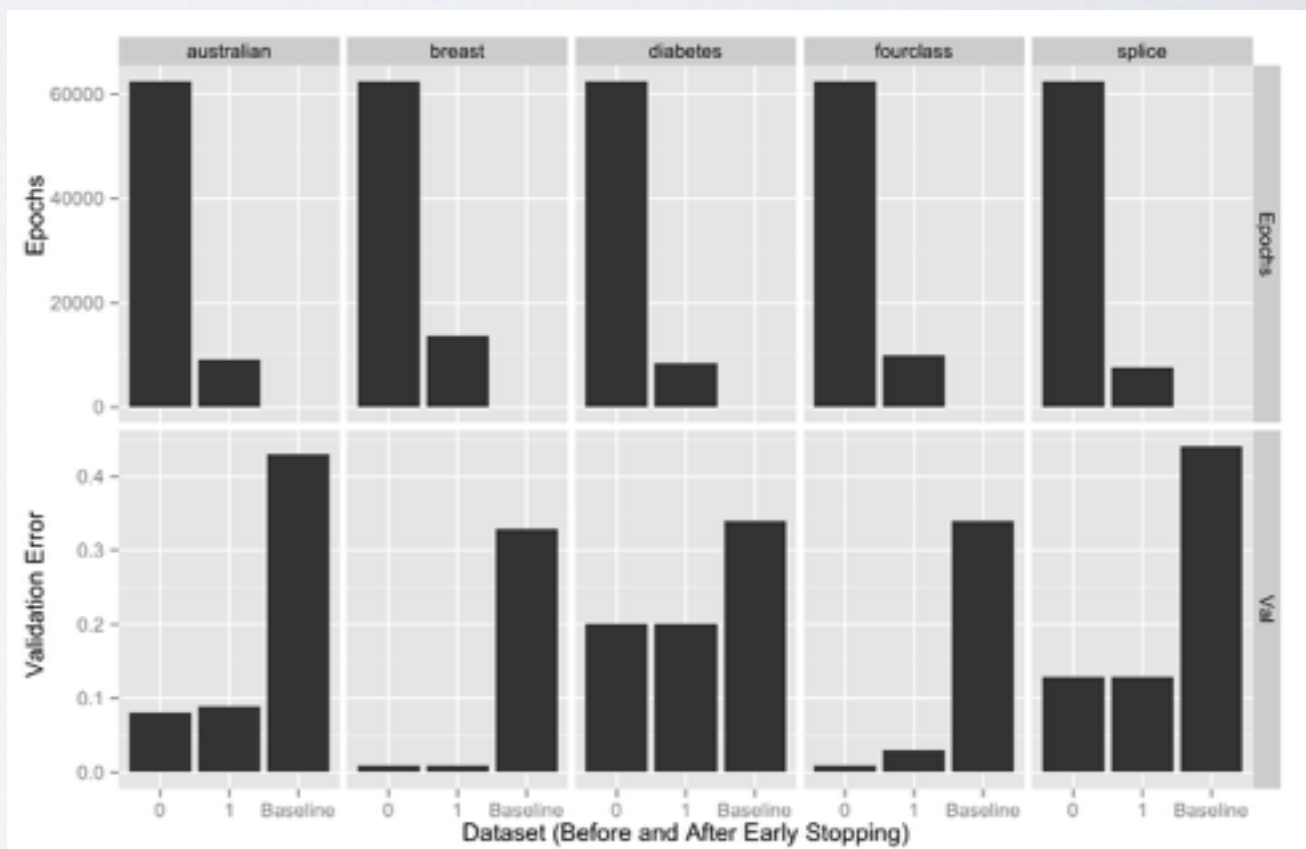 australian breast diabetes fourclass splice
Epochs
60000
40000
20000
0
Epochs
Validation Error
0.4
0.3
0.2
0.1
0.0
Val
0 1 Baseline 0 1 Baseline 0 1 Baseline 0 1 Baseline 0 1 Baseline
Dataset (Before and After Early Stopping)